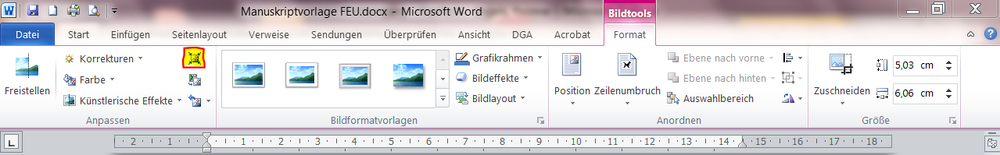 Manuskriptvorlage FEU.docx - Microsoft Word
Bildtools
Datei Start Einfügen Seitenlayout Verweise Sendungen Überprüfen Ansicht DGA Acrobat Format
Freistellen
Korrekturen
Farbe
Künstlerische Effekte
Anpassen
Bildformatvorlagen
Grafikrahmen
Bildeffekte
Bildlayout
Position
Zeilenumbruch
Ebene nach vorne
Ebene nach hinten
Auswahlbereich
Anordnen
Zuschneiden
5,03 cm
6,06 cm
Größe
2 1 1 2 3 4 5 6 7 8 9 10 11 12 13 14 15 16 17 18